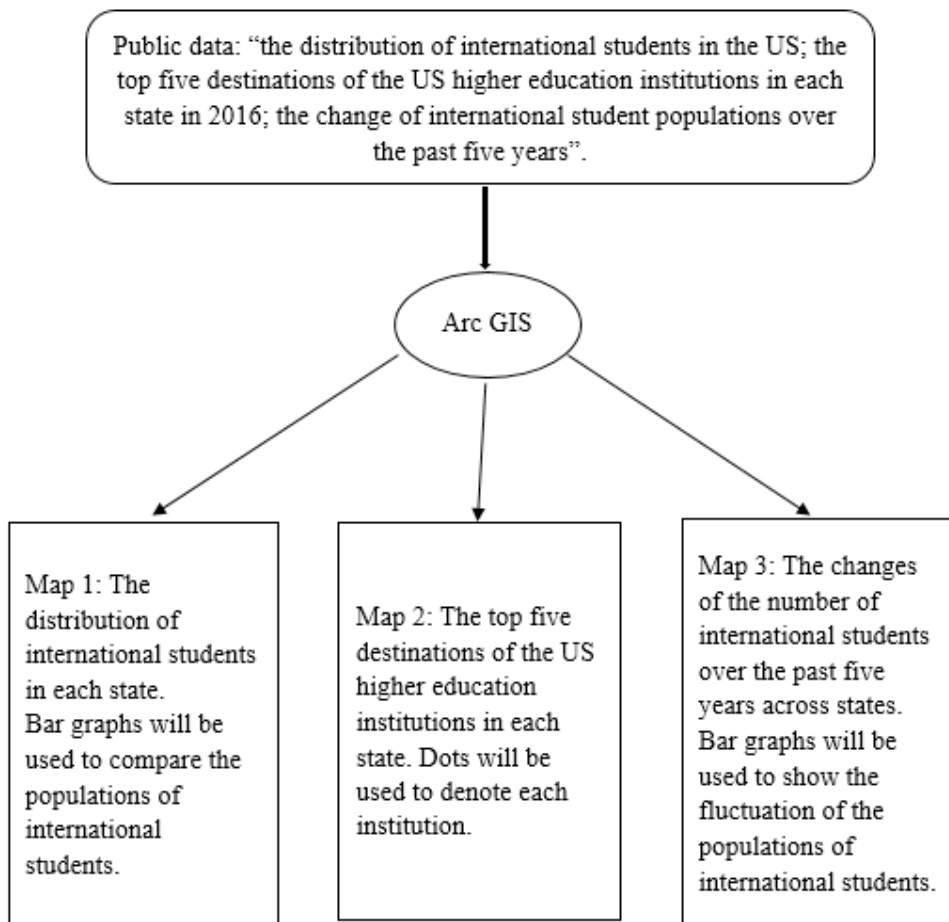 Public data: “the distribution of international students in the US; the
top five destinations of the US higher education institutions in each
state in 2016; the change of international student populations over
the past five years”.
Arc GIS
Map 1: The
distribution of
international students
in each state.
Bar graphs will be
used to compare the
populations of
international
students.
Map 2: The top five
destinations of the US
higher education
institutions in each
state. Dots will be
used to denote each
institution.
Map 3: The changes
of the number of
international students
over the past five
years across states.
Bar graphs will be
used to show the
fluctuation of the
populations of
international students.